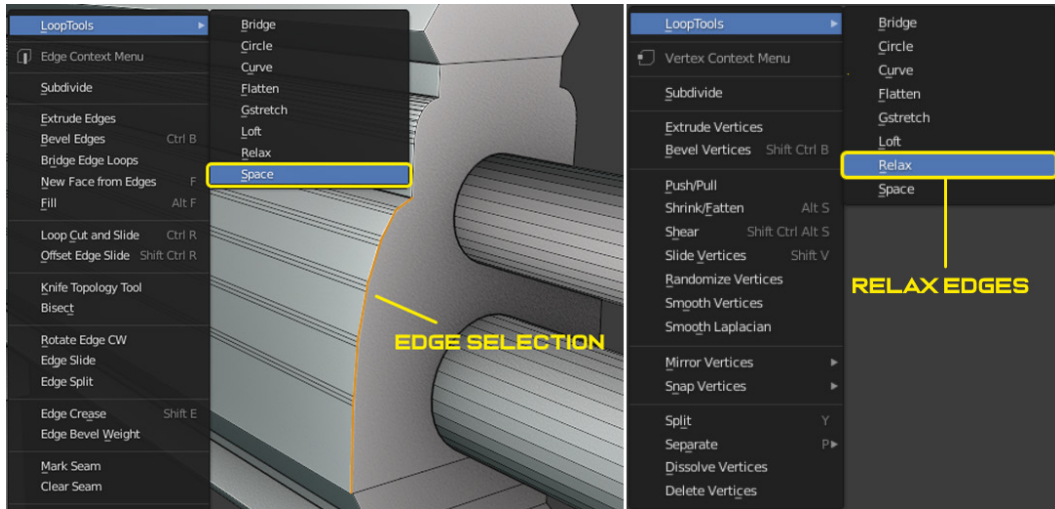 LoopTools
Edge Context Menu
Subdivide
Extrude Edges
Bevel Edges Ctrl B
Bridge Edge Loops
New Face from Edges F
Fill Alt F
Loop Cut and Slide Ctrl R
Offset Edge Slide Shift Ctrl R
Knife Topology Tool
Bisect
Rotate Edge CW
Edge Slide
Edge Split
Edge Crease Shift E
Edge Bevel Weight
Mark Seam
Clear Seam
Bridge
Circle
Curve
Flatten
Gstretch
Loft
Relax
Space
EDGE SELECTION
LoopTools
Vertex Context Menu
Subdivide
Extrude Vertices
Bevel Vertices Shift Ctrl B
Push/Pull
Shrink/Fatten Alt S
Shear Shift Ctrl Alt S
Slide Vertices Shift V
Randomize Vertices
Smooth Vertices
Smooth Laplacian
Mirror Vertices
Snap Vertices
Split Y
Separate P
Dissolve Vertices
Delete Vertices
Bridge
Circle
Curve
Flatten
Gstretch
Loft
Relax
Space
RELAX EDGES